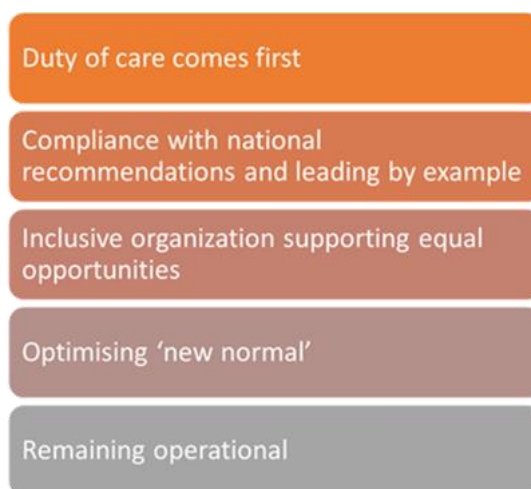 Duty of care comes first
Compliance with national
recommendations and leading by example
Inclusive organization supporting equal
opportunities
Optimising ‘new normal’
Remaining operational